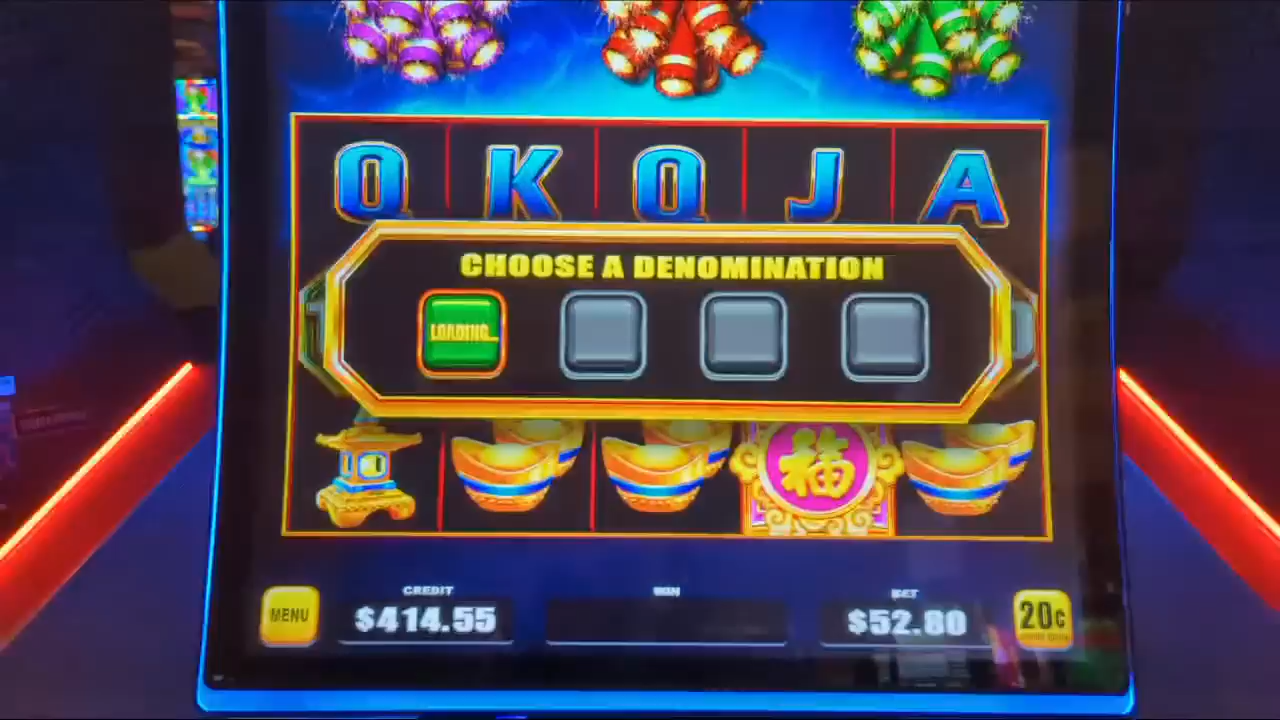 Q K Q J A
CHOOSE A DENOMINATION
LOADING...
福
MENU
CREDIT
$414.55
WIN
BET
$52.80
20¢